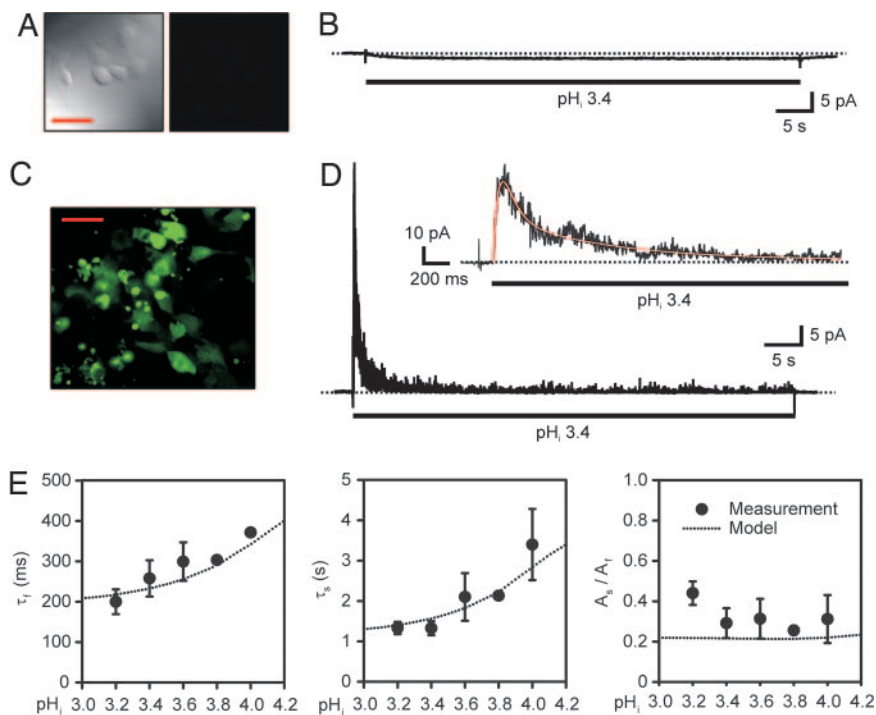 A
B
pHi 3.4
5 pA
5 s
C
D
10 pA
200 ms
pHi 3.4
5 pA
5 s
pHi 3.4
E
500
400
300
200
100
0
τf (ms)
pHi
3.0 3.2 3.4 3.6 3.8 4.0 4.2
5
4
3
2
1
0
τs (s)
pHi
3.0 3.2 3.4 3.6 3.8 4.0 4.2
1.0
0.8
0.6
0.4
0.2
0.0
As / Af
Measurement
Model
pHi
3.0 3.2 3.4 3.6 3.8 4.0 4.2